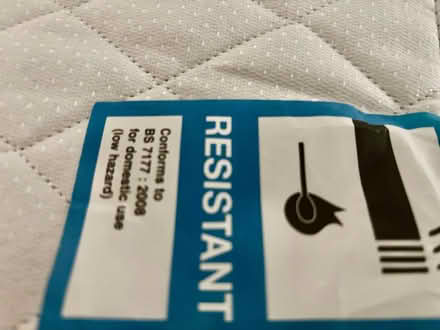 RESISTANT
Conforms to
BS 7177 : 2008
for domestic use
(low hazard)